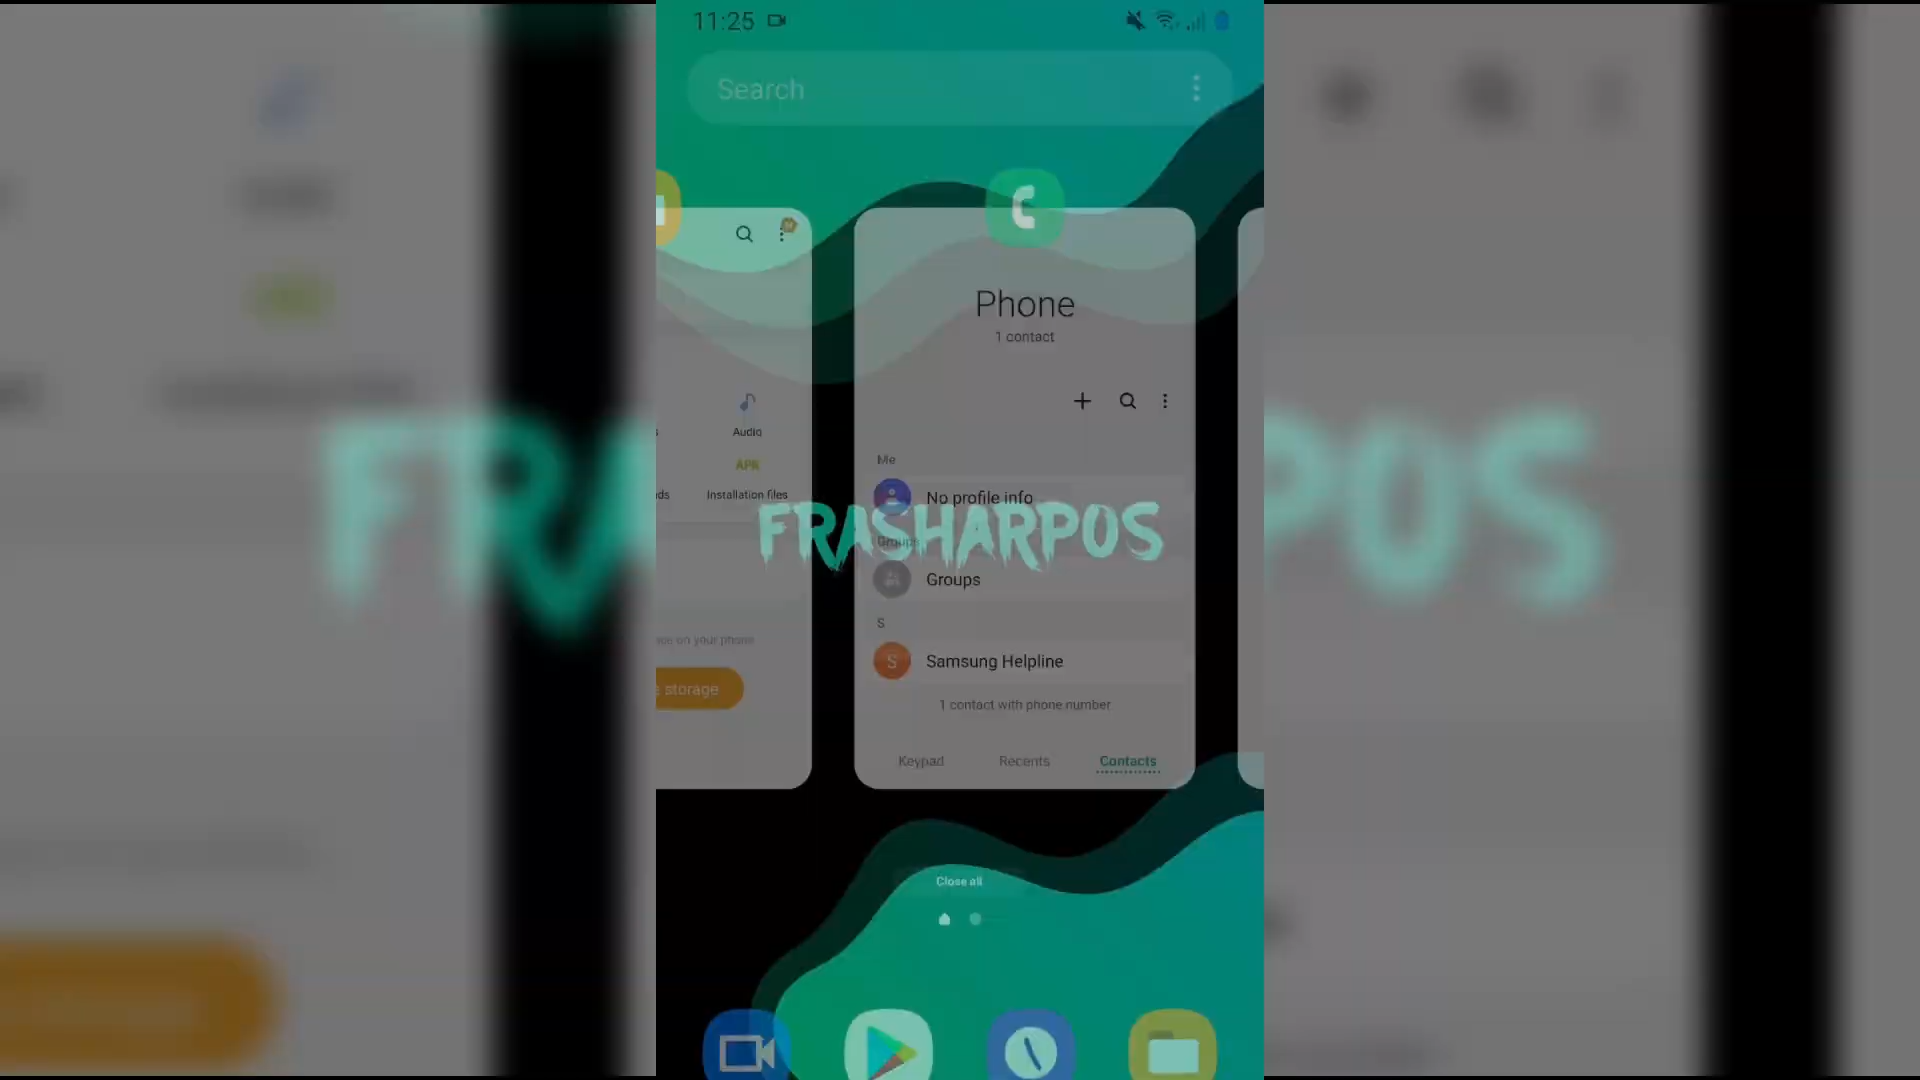 11:25
Search
Phone
1 contact
Audio
APK
Installation files
Me
No profile info
FRASHARPOS
Groups
Groups
S
S
Samsung Helpline
storage
1 contact with phone number
on your phone
Keypad
Recents
Contacts
Close all